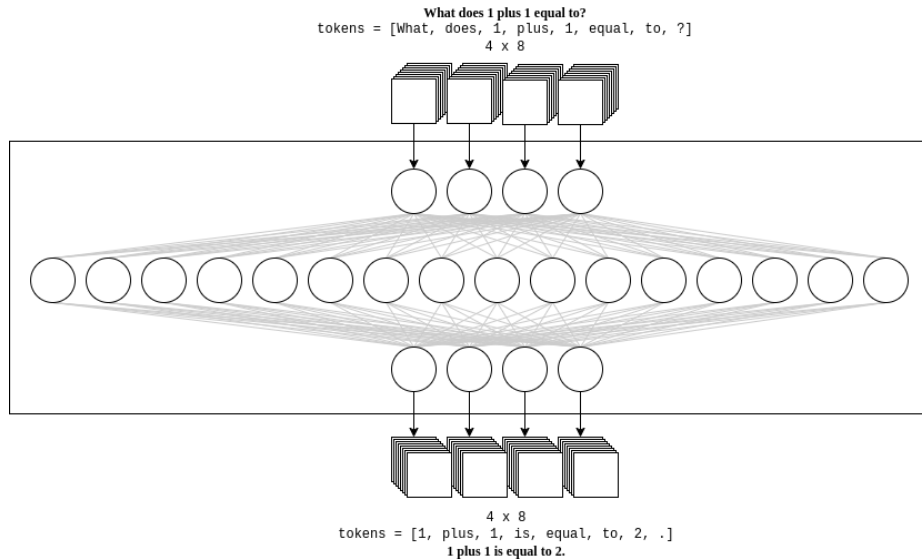 What does 1 plus 1 equal to?
tokens = [What, does, 1, plus, 1, equal, to, ?]
4 x 8
4 x 8
tokens = [1, plus, 1, is, equal, to, 2, .]
1 plus 1 is equal to 2.